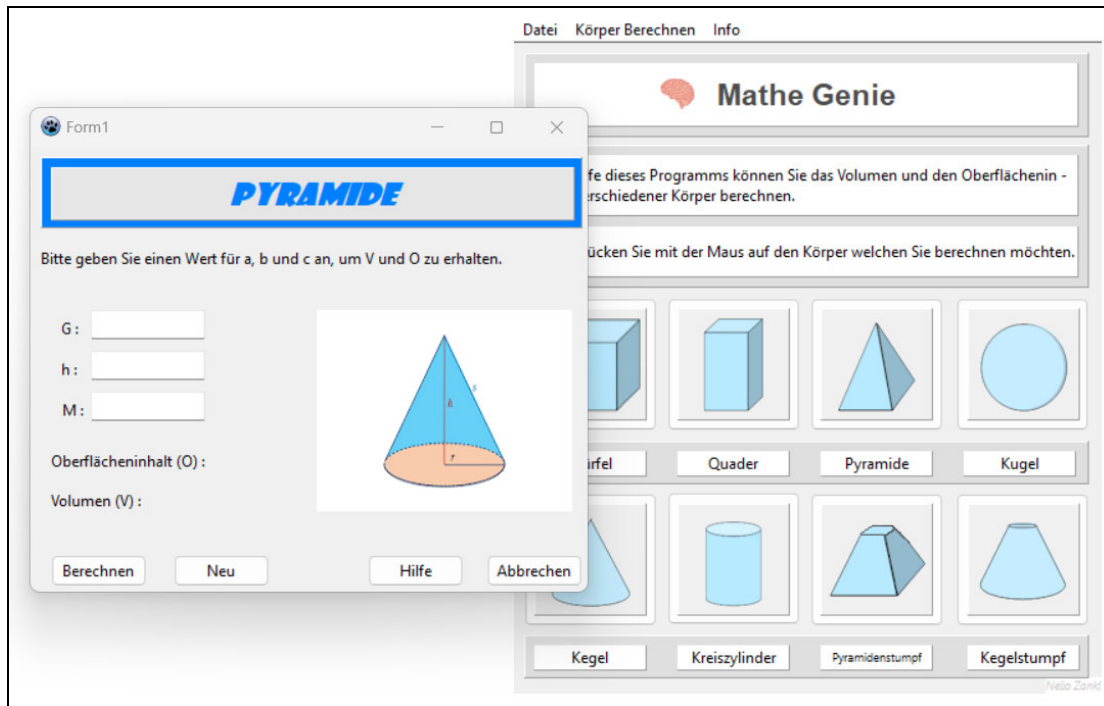 Datei Körper Berechnen Info
Mathe Genie
Form1
PYRAMIDE
fe dieses Programms können Sie das Volumen und den Oberflächenin -
rschiedener Körper berechnen.
ücken Sie mit der Maus auf den Körper welchen Sie berechnen möchten.
Bitte geben Sie einen Wert für a, b und c an, um V und O zu erhalten.
G :
h :
M :
h
s
r
Oberflächeninhalt (O) :
Volumen (V) :
Berechnen Neu Hilfe Abbrechen
rfel Quader Pyramide Kugel
Kegel Kreiszylinder Pyramidenstumpf Kegelstumpf
Nelio Zankl